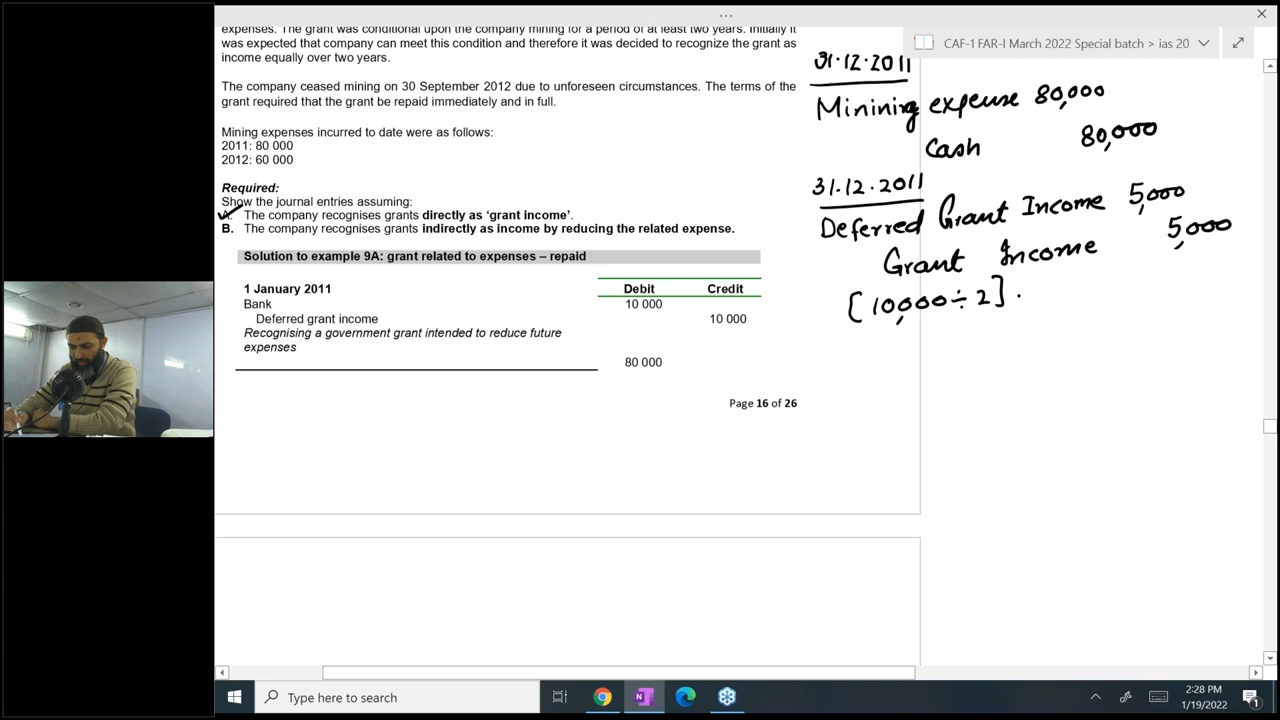 expenses. The grant was conditional upon the company mining for a period of at least two years. Initially it
was expected that company can meet this condition and therefore it was decided to recognize the grant as
income equally over two years.
The company ceased mining on 30 September 2012 due to unforeseen circumstances. The terms of the
grant required that the grant be repaid immediately and in full.
Mining expenses incurred to date were as follows:
2011: 80 000
2012: 60 000
Required:
Show the journal entries assuming:
A. The company recognises grants directly as 'grant income'.
B. The company recognises grants indirectly as income by reducing the related expense.
Solution to example 9A: grant related to expenses – repaid
1 January 2011 Debit Credit
Bank 10 000
Deferred grant income 10 000
Recognising a government grant intended to reduce future
expenses
80 000
Page 16 of 26
CAF-1 FAR-I March 2022 Special batch > ias 20
31.12.2011
Minining expense 80,000
Cash 80,000
31.12.2011
Deferred Grant Income 5,000
Grant Income 5,000
[10,000÷2].
Type here to search
2:28 PM
1/19/2022
1